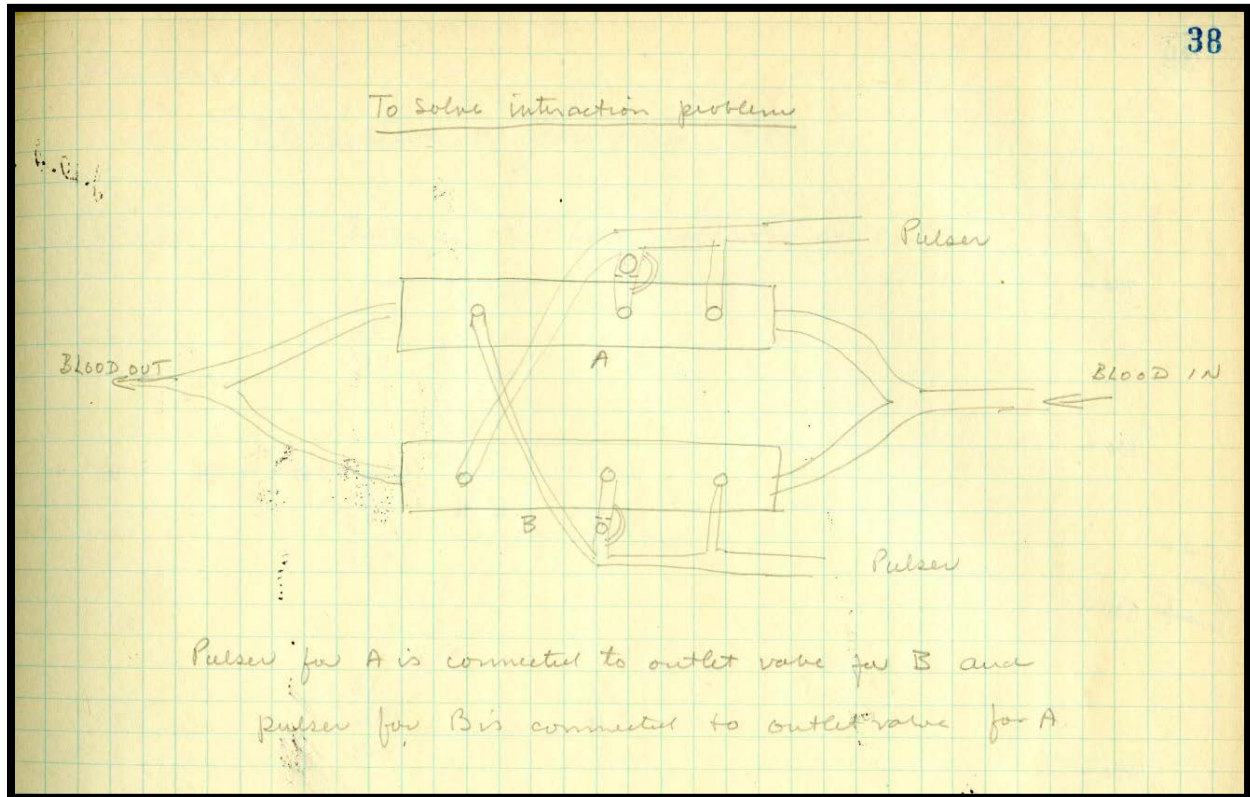 38
To solve interaction problem
Pulser
A
BLOOD OUT
BLOOD IN
B
Pulser
Pulser for A is connected to outlet valve for B and
pulser for B is connected to outlet valve for A.